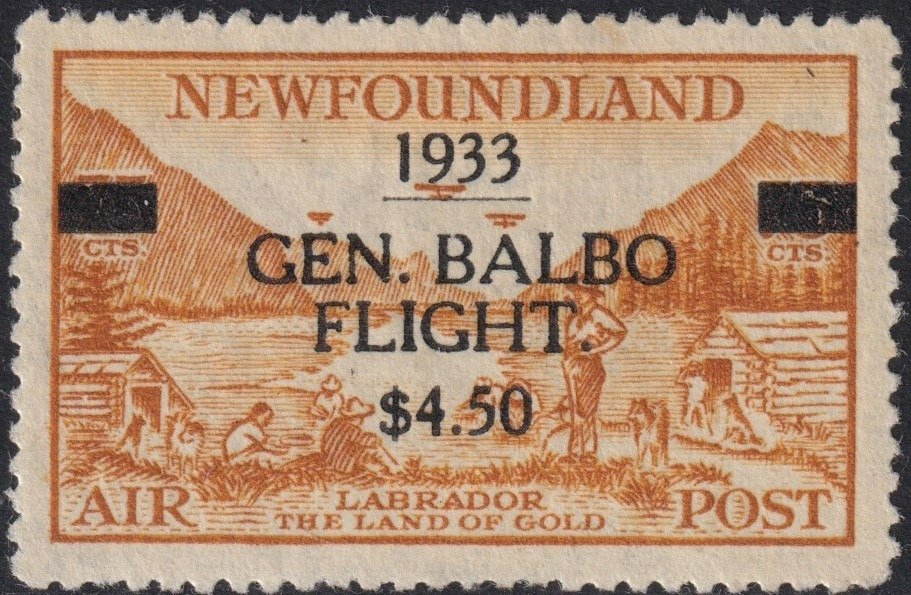 NEWFOUNDLAND
1933
CTS. CTS.
GEN. BALBO
FLIGHT.
$4.50
AIR POST
LABRADOR
THE LAND OF GOLD